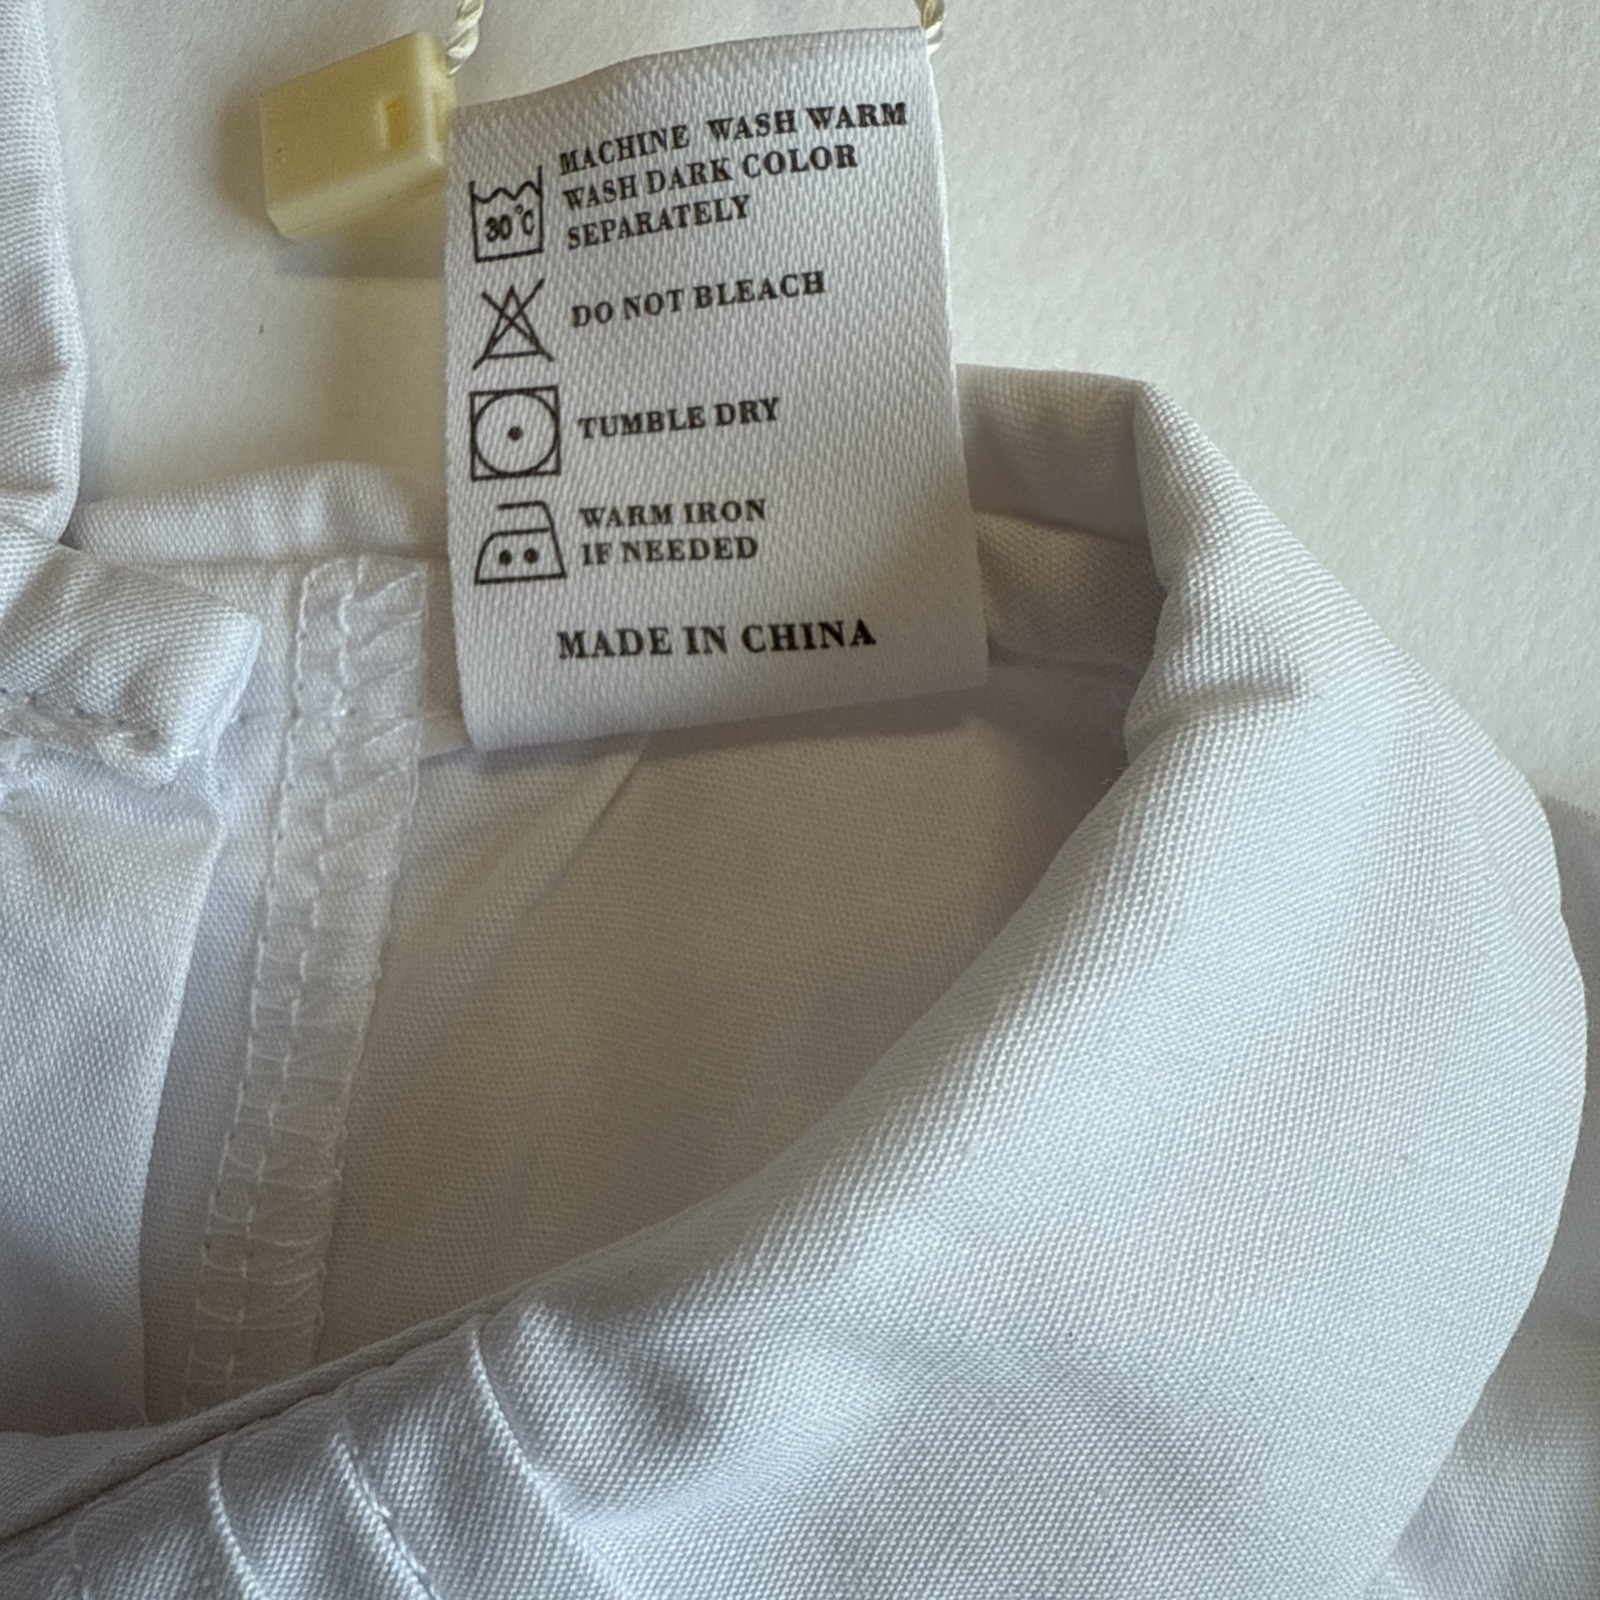 MACHINE WASH WARM
WASH DARK COLOR
30°C SEPARATELY
DO NOT BLEACH
TUMBLE DRY
WARM IRON
IF NEEDED
MADE IN CHINA